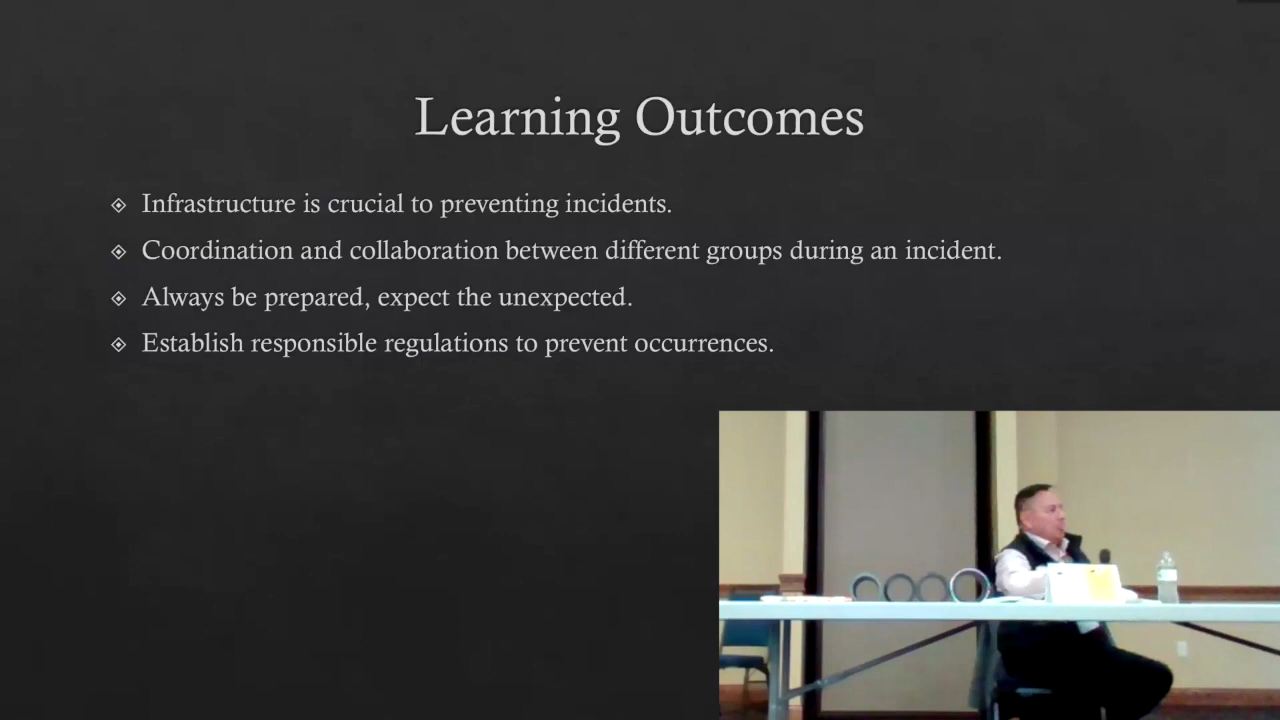 Learning Outcomes
Infrastructure is crucial to preventing incidents.
Coordination and collaboration between different groups during an incident.
Always be prepared, expect the unexpected.
Establish responsible regulations to prevent occurrences.